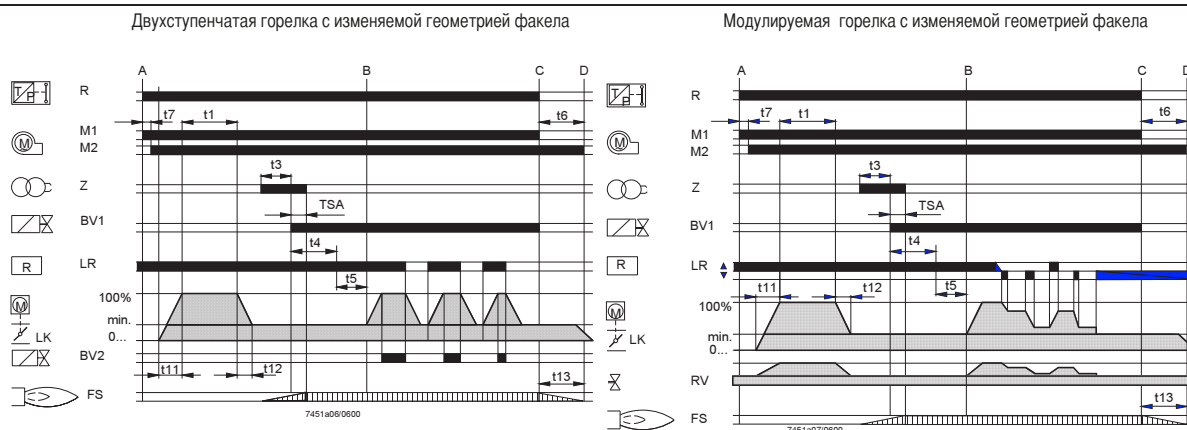 Двухступенчатая горелка с изменяемой геометрией факела
A B C D
T/P R
t7 t1 t6
M M1
M2
t3
Z
TSA
BV1
t4
R LR
t5
100%
M
min.
LK 0...
BV2
t11 t12 t13
FS
7451a06/0600
Модулируемая горелка с изменяемой геометрией факела
A B C D
T/P R
t7 t1 t6
M M1
M2
t3
Z
TSA
BV1
t4
R LR
t11 t12 t5
100%
M
min.
LK 0...
RV
t13
FS
7451a07/0600